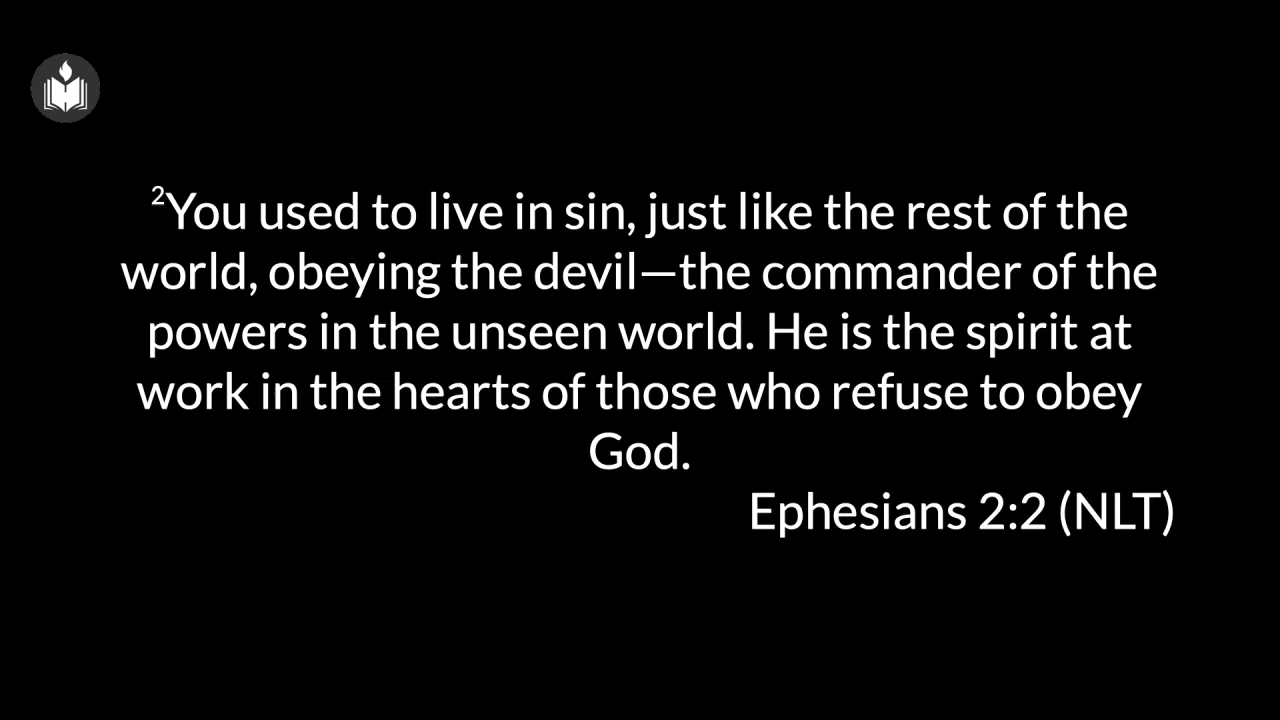 ²You used to live in sin, just like the rest of the
world, obeying the devil—the commander of the
powers in the unseen world. He is the spirit at
work in the hearts of those who refuse to obey
God.
Ephesians 2:2 (NLT)